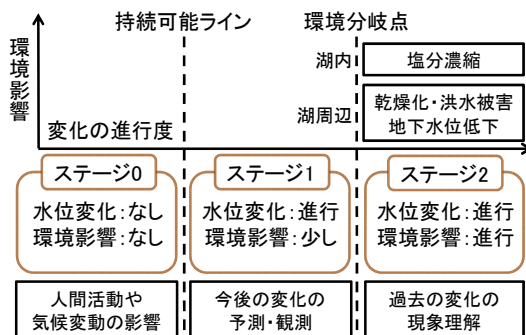 持続可能ライン
環境分岐点
環境影響
湖内
塩分濃縮
湖周辺
乾燥化・洪水被害
地下水位低下
変化の進行度
ステージ0
水位変化:なし
環境影響:なし
ステージ1
水位変化:進行
環境影響:少し
ステージ2
水位変化:進行
環境影響:進行
人間活動や
気候変動の影響
今後の変化の
予測・観測
過去の変化の
現象理解